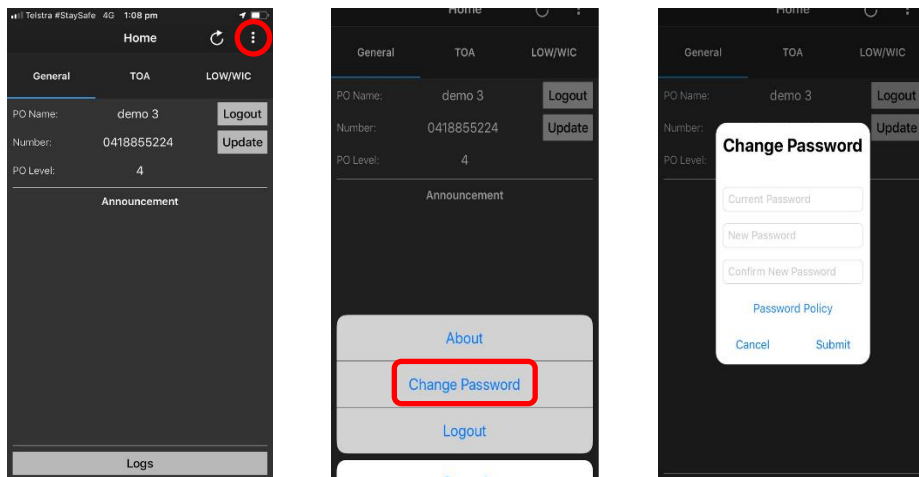 Telstra #StaySafe 4G 1:08 pm
Home
General TOA LOW/WIC
PO Name: demo 3 Logout
Number: 0418855224 Update
PO Level: 4
Announcement
Logs
Home
General TOA LOW/WIC
PO Name: demo 3 Logout
Number: 0418855224 Update
PO Level: 4
Announcement
About
Change Password
Logout
Home
General TOA LOW/WIC
PO Name: demo 3 Logout
Number: Update
PO Level:
Change Password
Current Password
New Password
Confirm New Password
Password Policy
Cancel Submit